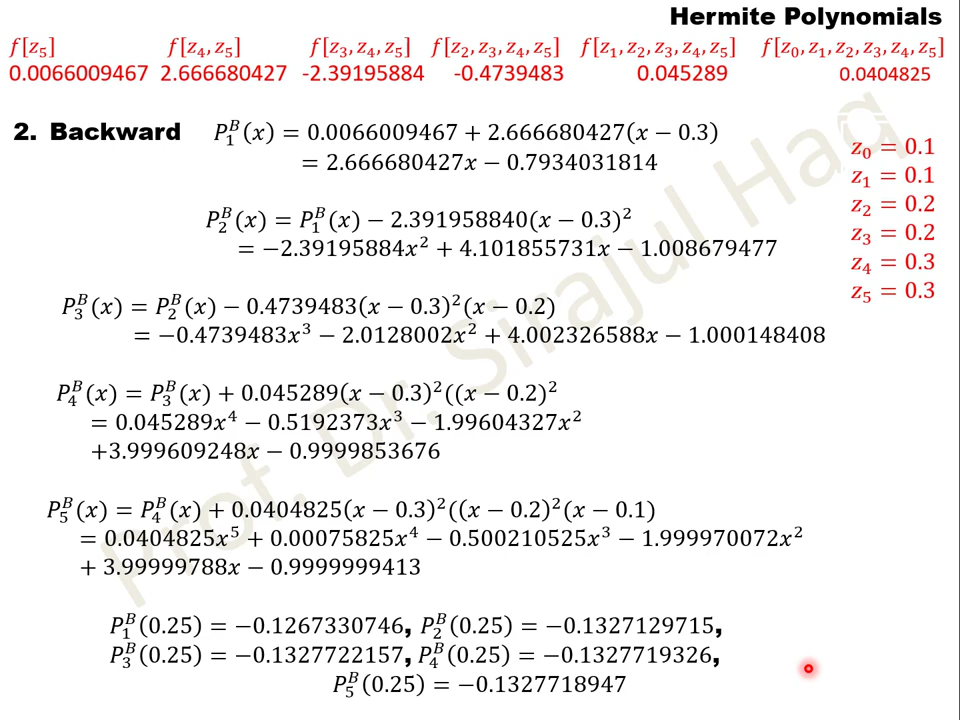 Hermite Polynomials
f[z₅] f[z₄, z₅] f[z₃, z₄, z₅] f[z₂, z₃, z₄, z₅] f[z₁, z₂, z₃, z₄, z₅] f[z₀, z₁, z₂, z₃, z₄, z₅]
0.0066009467 2.666680427 -2.39195884 -0.4739483 0.045289 0.0404825
2. Backward P₁ᴮ(x) = 0.0066009467 + 2.666680427(x − 0.3)
= 2.666680427x − 0.7934031814
z₀ = 0.1
z₁ = 0.1
z₂ = 0.2
z₃ = 0.2
z₄ = 0.3
z₅ = 0.3
P₂ᴮ(x) = P₁ᴮ(x) − 2.391958840(x − 0.3)²
= −2.39195884x² + 4.101855731x − 1.008679477
P₃ᴮ(x) = P₂ᴮ(x) − 0.4739483(x − 0.3)²(x − 0.2)
= −0.4739483x³ − 2.0128002x² + 4.002326588x − 1.000148408
P₄ᴮ(x) = P₃ᴮ(x) + 0.045289(x − 0.3)²((x − 0.2)²
= 0.045289x⁴ − 0.5192373x³ − 1.99604327x²
+3.999609248x − 0.9999853676
P₅ᴮ(x) = P₄ᴮ(x) + 0.0404825(x − 0.3)²((x − 0.2)²(x − 0.1)
= 0.0404825x⁵ + 0.00075825x⁴ − 0.500210525x³ − 1.999970072x²
+ 3.99999788x − 0.9999999413
P₁ᴮ(0.25) = −0.1267330746, P₂ᴮ(0.25) = −0.1327129715,
P₃ᴮ(0.25) = −0.1327722157, P₄ᴮ(0.25) = −0.1327719326,
P₅ᴮ(0.25) = −0.1327718947
Prof. Dr. Sirajul Haq